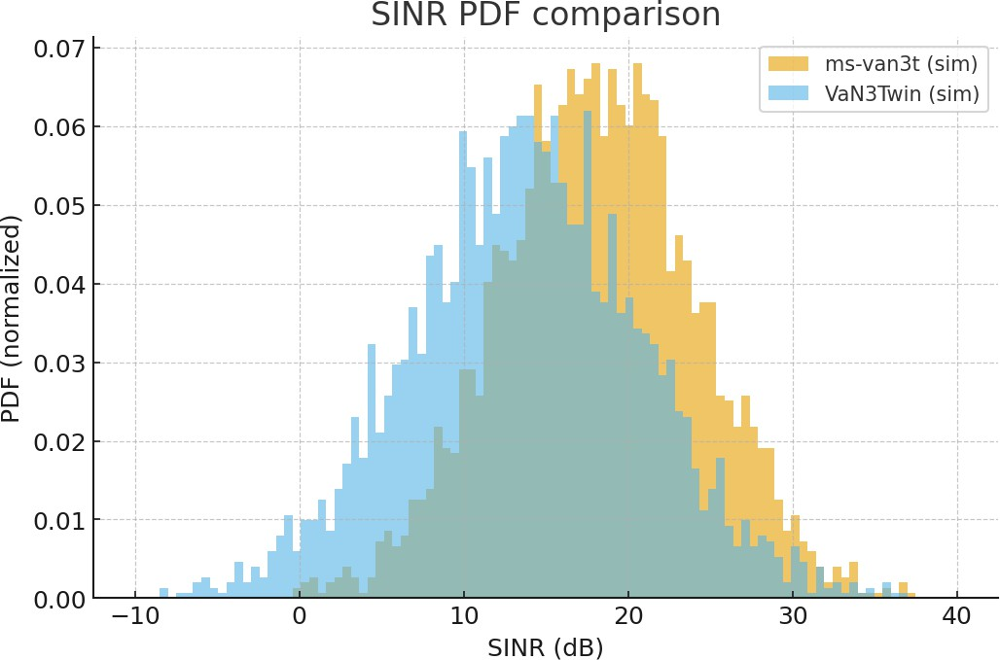 SINR PDF comparison
ms-van3t (sim)
VaN3Twin (sim)
PDF (normalized)
0.07
0.06
0.05
0.04
0.03
0.02
0.01
0.00
−10
0
10
20
30
40
SINR (dB)